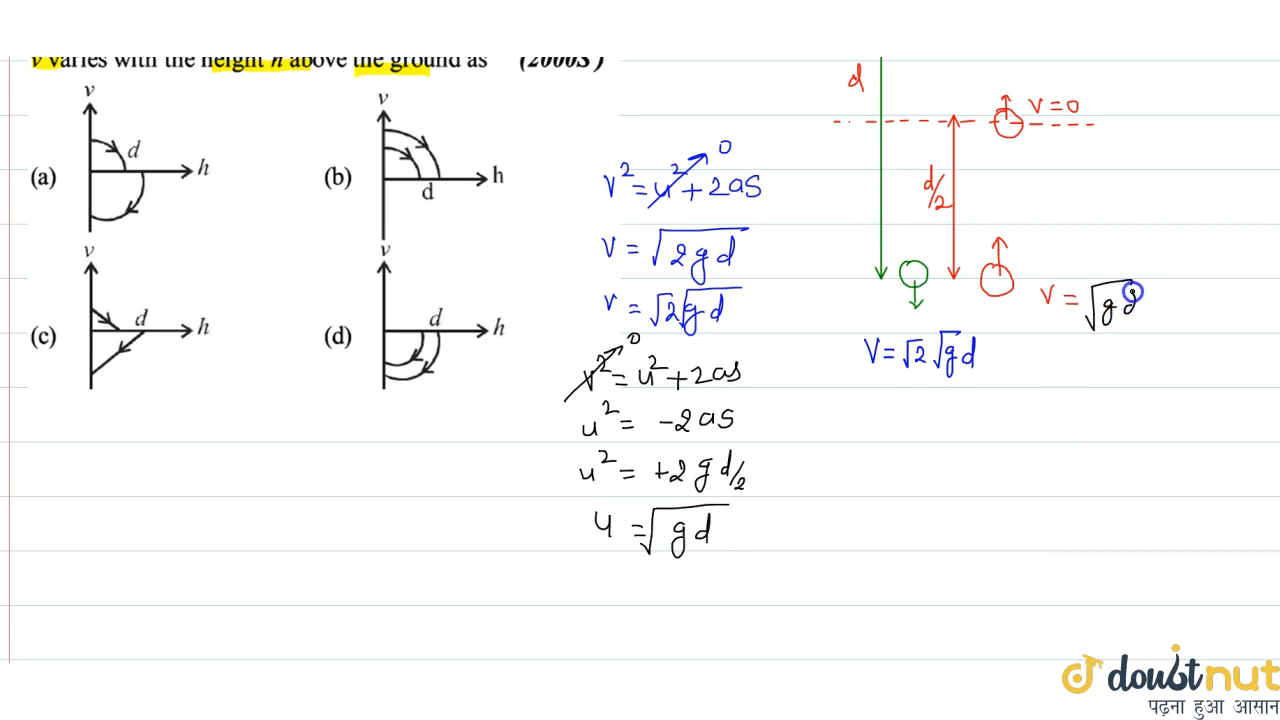 v varies with the height h above the ground as (2000S)
(a)
v
d
h
(b)
v
d
h
(c)
v
d
h
(d)
v
d
h
V² = u² + 2as
0
V = √2gd
V = √2√gd
V² = u² + 2as
0
u² = -2as
u² = +2g d/2
u = √gd
d
V=0
d/2
V = √gd
V = √2√gd
doubtnut
पढ़ना हुआ आसान